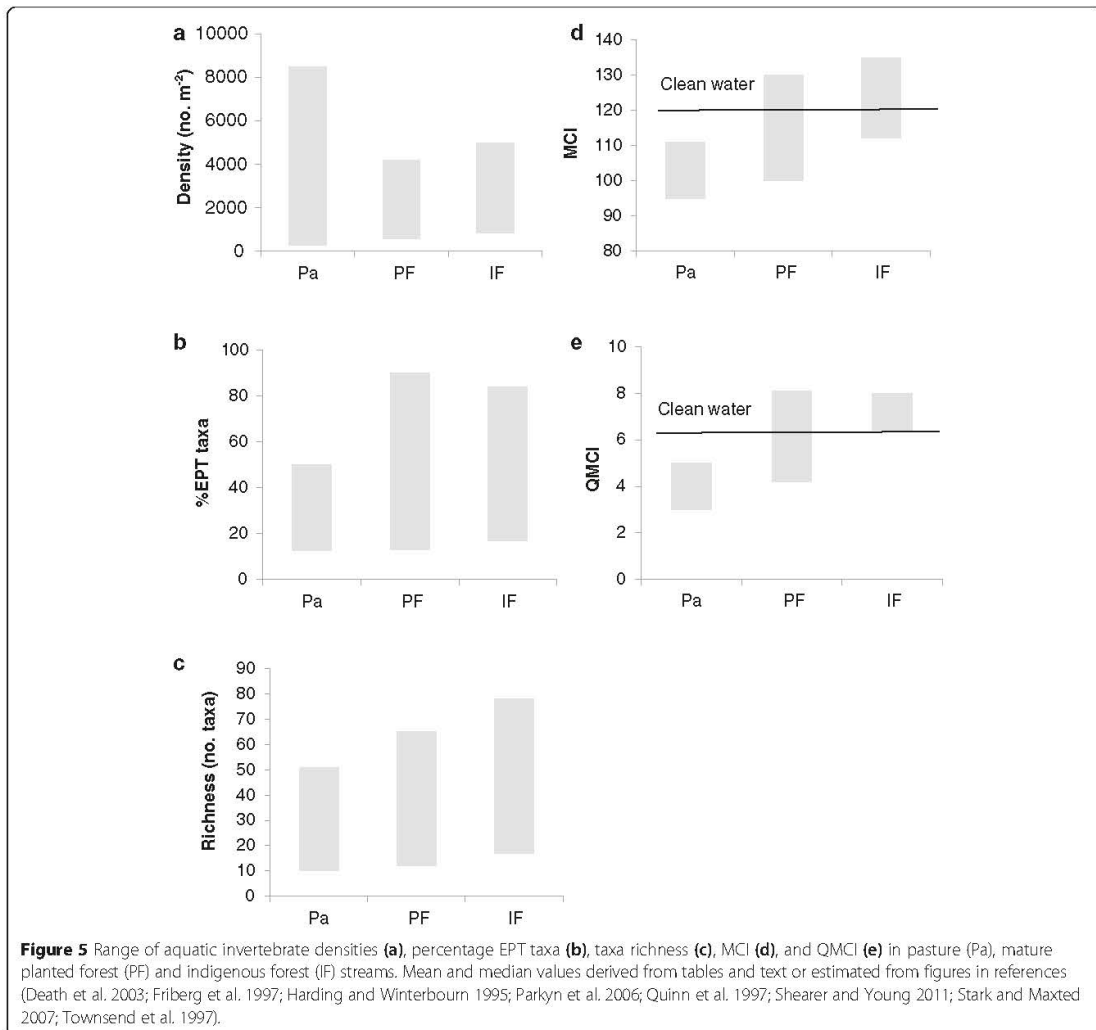 a
Density (no. m-2)
10000
8000
6000
4000
2000
0
Pa PF IF
d
MCI
140
130
120
110
100
90
80
Clean water
Pa PF IF
b
%EPT taxa
100
80
60
40
20
0
Pa PF IF
e
QMCI
10
8
6
4
2
0
Clean water
Pa PF IF
c
Richness (no. taxa)
90
80
70
60
50
40
30
20
10
0
Pa PF IF
Figure 5 Range of aquatic invertebrate densities (a), percentage EPT taxa (b), taxa richness (c), MCI (d), and QMCI (e) in pasture (Pa), mature
planted forest (PF) and indigenous forest (IF) streams. Mean and median values derived from tables and text or estimated from figures in references
(Death et al. 2003; Friberg et al. 1997; Harding and Winterbourn 1995; Parkyn et al. 2006; Quinn et al. 1997; Shearer and Young 2011; Stark and Maxted
2007; Townsend et al. 1997).